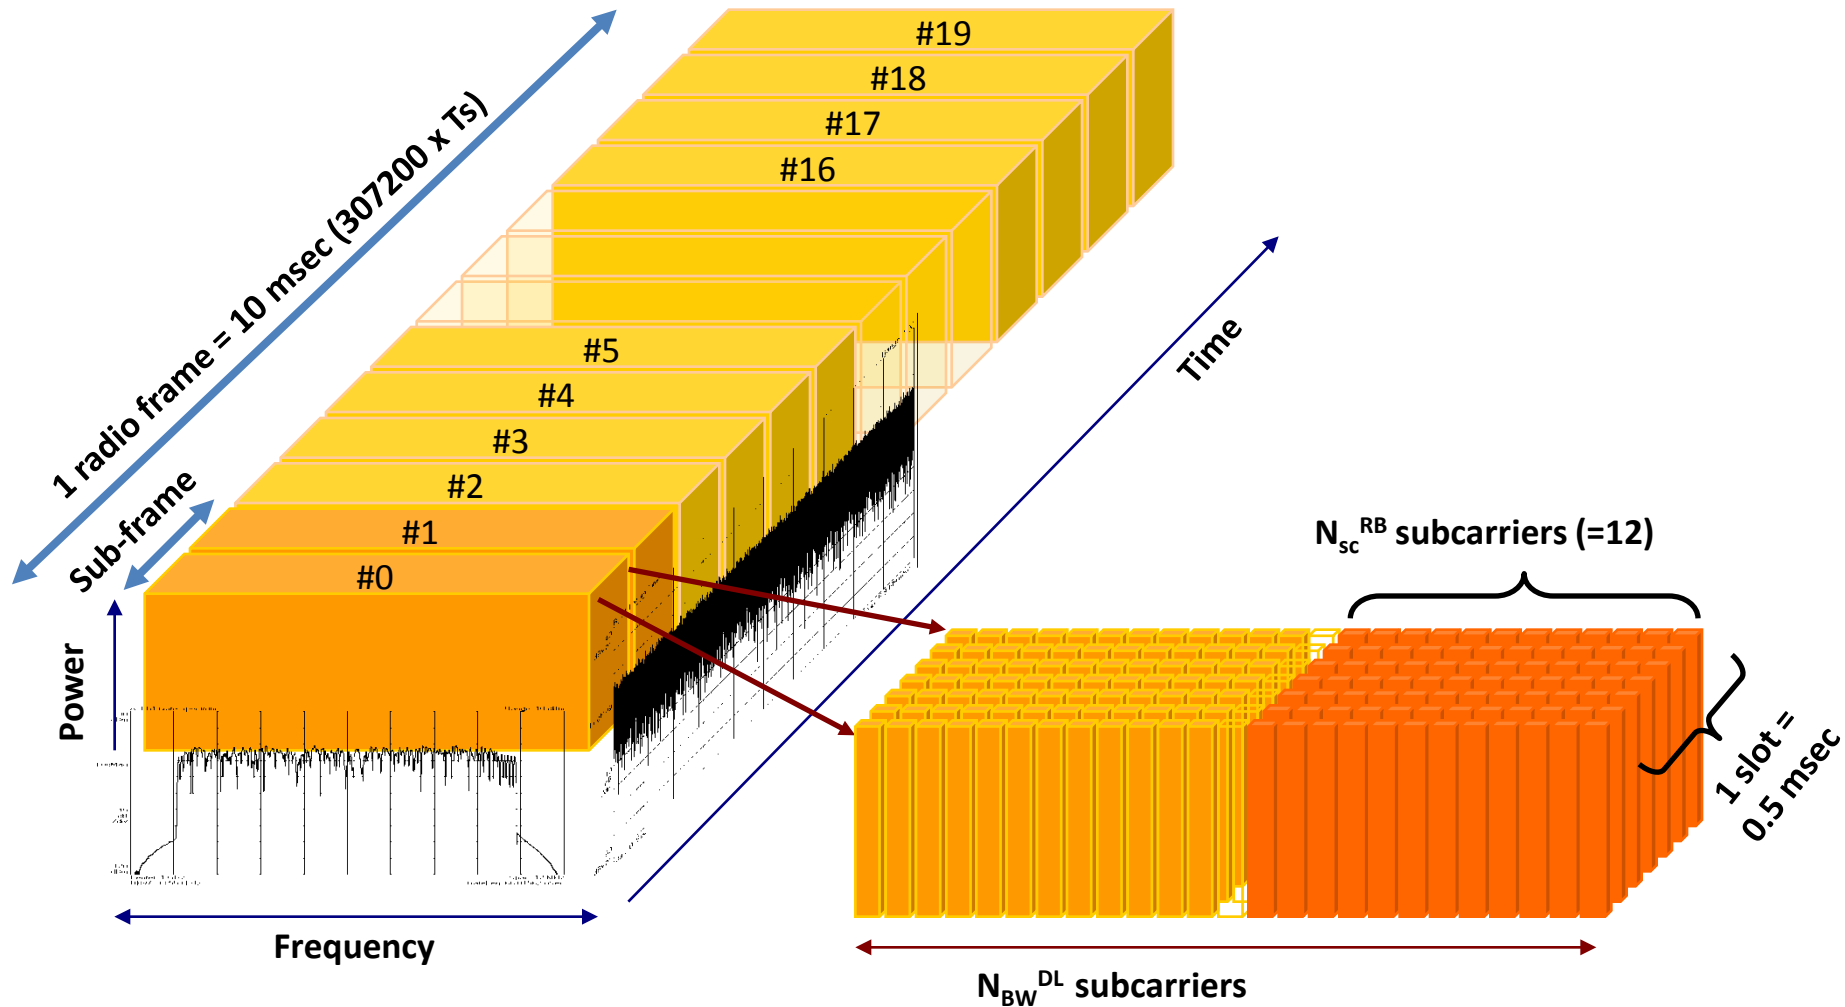 #19
#18
#17
#16
#5
#4
#3
#2
#1
#0
1 radio frame = 10 msec (307200 x Ts)
Sub-frame
Power
Frequency
Time
N_sc^RB subcarriers (=12)
1 slot =
0.5 msec
N_BW^DL subcarriers